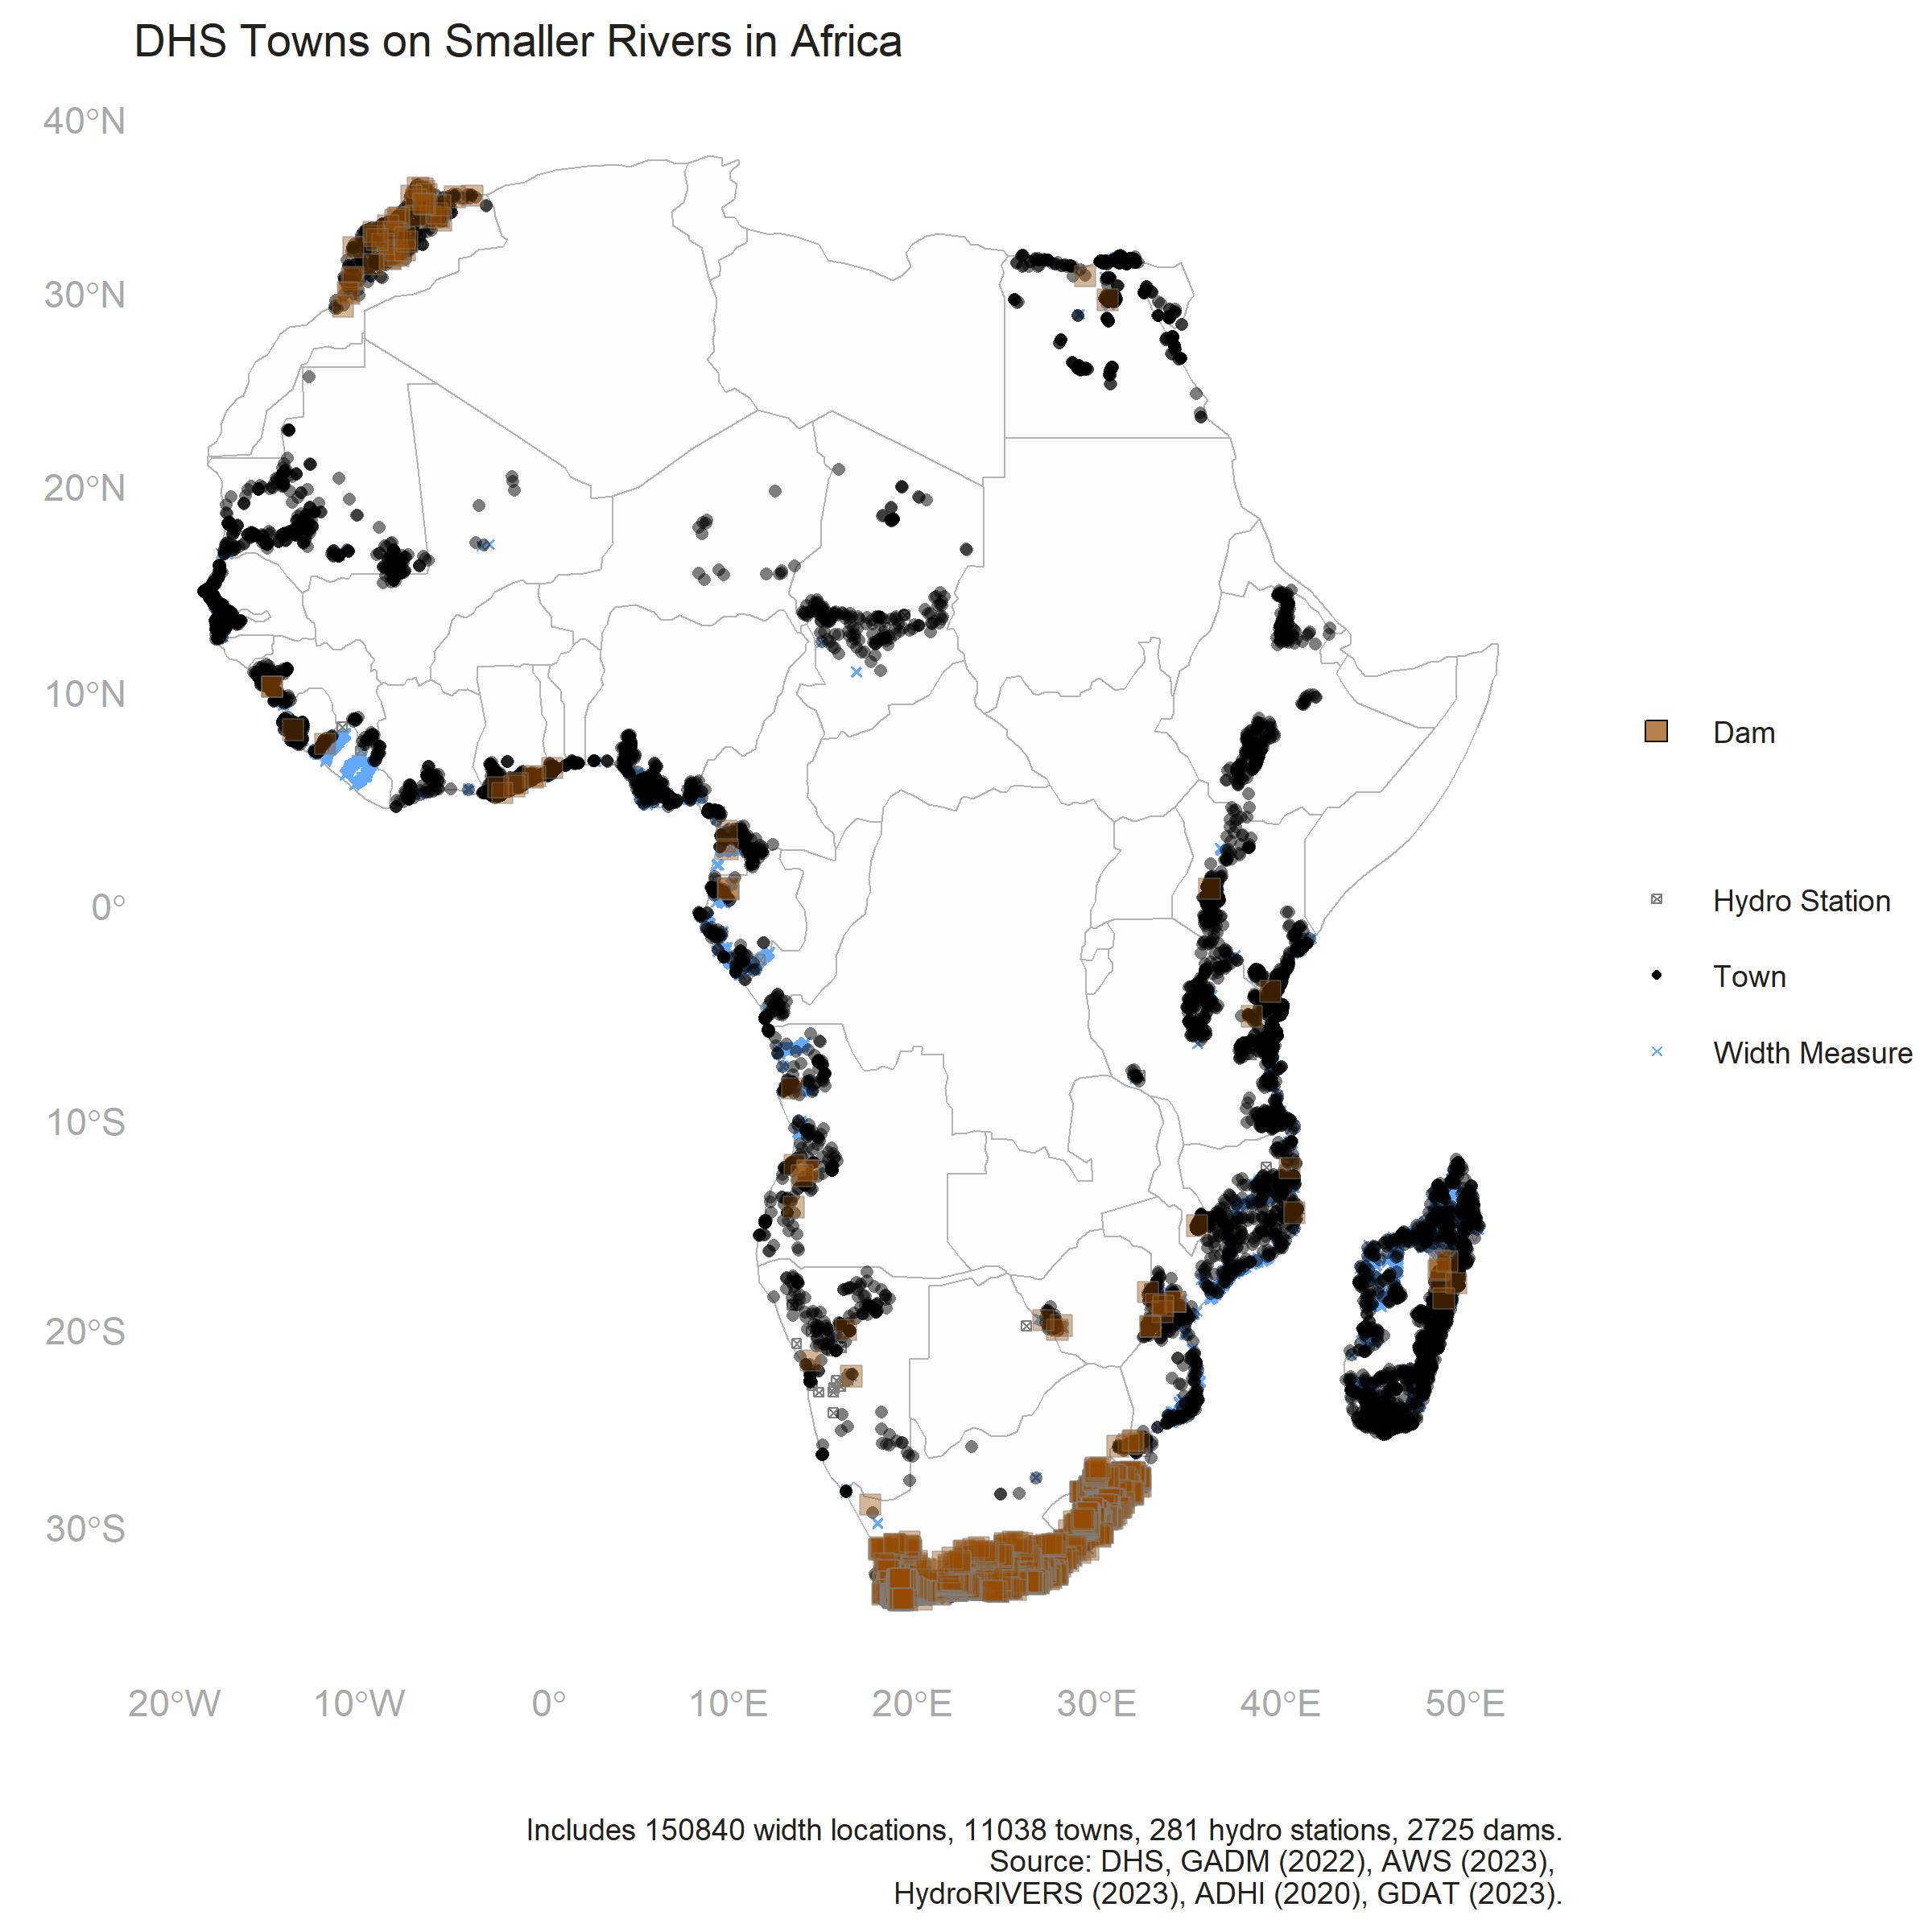 DHS Towns on Smaller Rivers in Africa
40°N
30°N
20°N
10°N
0°
10°S
20°S
30°S
20°W
10°W
0°
10°E
20°E
30°E
40°E
50°E
Dam
Hydro Station
Town
Width Measure
Includes 150840 width locations, 11038 towns, 281 hydro stations, 2725 dams.
Source: DHS, GADM (2022), AWS (2023),
HydroRIVERS (2023), ADHI (2020), GDAT (2023).